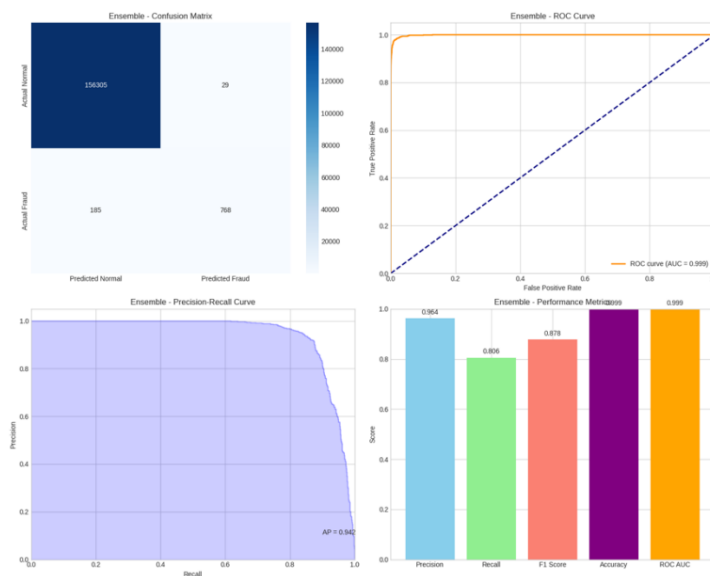 Ensemble - Confusion Matrix
Actual Normal
Actual Fraud
156305
29
185
768
Predicted Normal
Predicted Fraud
140000
120000
100000
80000
60000
40000
20000
Ensemble - ROC Curve
True Positive Rate
1.0
0.8
0.6
0.4
0.2
0.0
0.0
0.2
0.4
0.6
0.8
ROC curve (AUC = 0.999)
False Positive Rate
Ensemble - Precision-Recall Curve
Precision
1.0
0.8
0.6
0.4
0.2
0.0
AP = 0.942
0.0
0.2
0.4
0.6
0.8
1.0
Recall
Ensemble - Performance Metrics
Score
1.0
0.8
0.6
0.4
0.2
0.0
0.964
0.806
0.878
0.999
0.999
Precision
Recall
F1 Score
Accuracy
ROC AUC